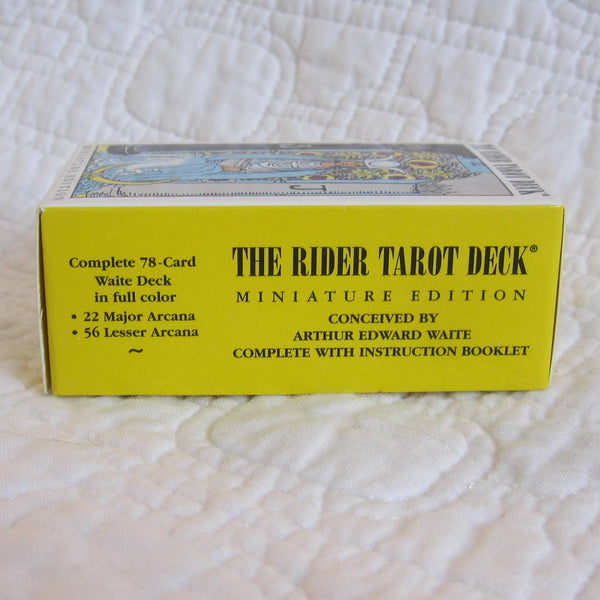 Complete 78-Card
Waite Deck
in full color
• 22 Major Arcana
• 56 Lesser Arcana
~
THE RIDER TAROT DECK®
MINIATURE EDITION
CONCEIVED BY
ARTHUR EDWARD WAITE
COMPLETE WITH INSTRUCTION BOOKLET